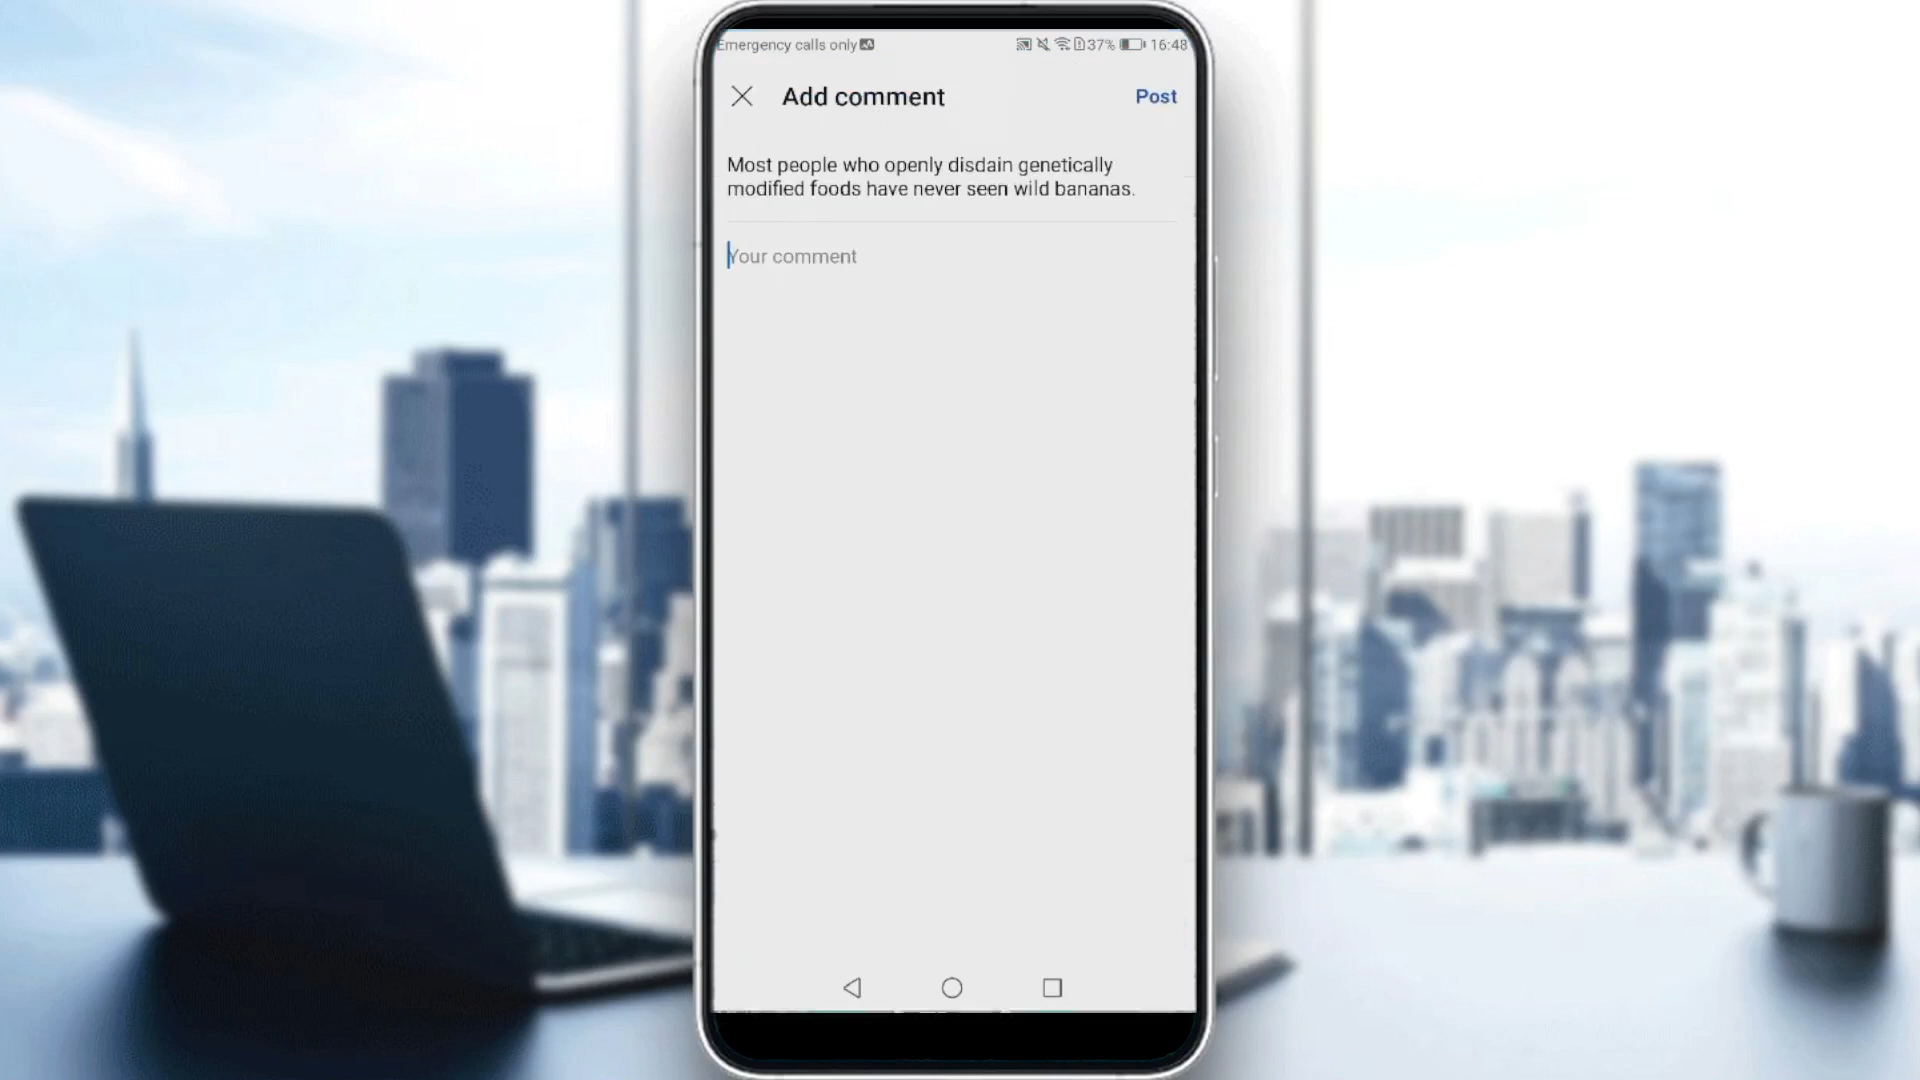 Emergency calls only
37% 16:48
Add comment
Post
Most people who openly disdain genetically
modified foods have never seen wild bananas.
Your comment